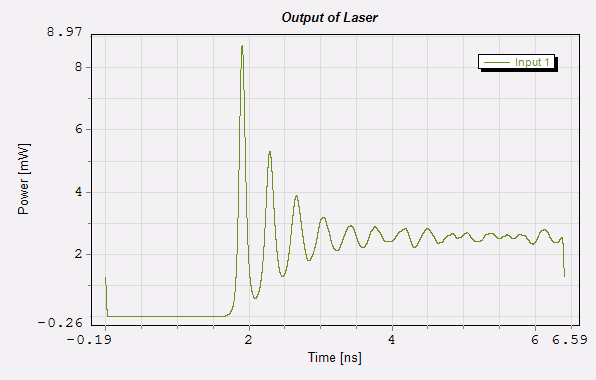 Output of Laser
8.97
Input 1
8
6
Power [mW]
4
2
-0.26
-0.19 2 4 6 6.59
Time [ns]